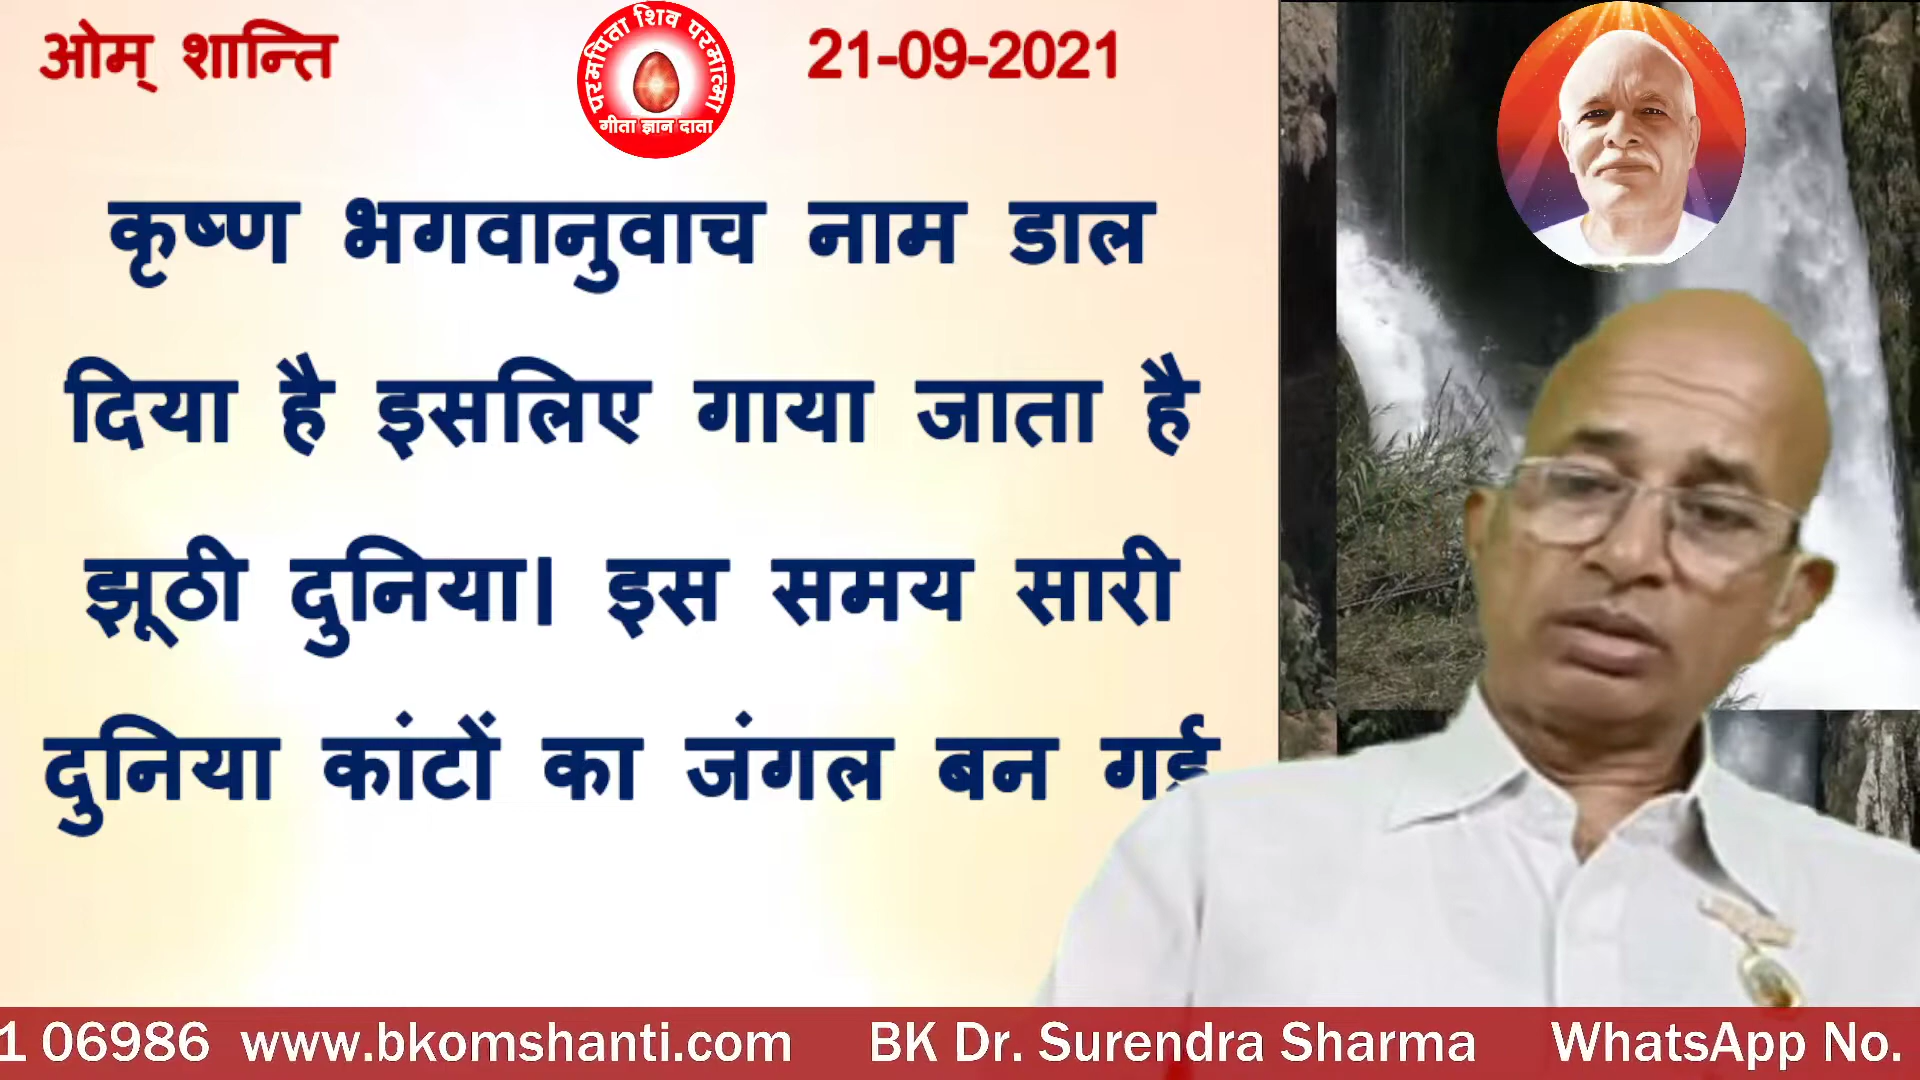 ओम् शान्ति
परमपिता शिव परमात्मा
गीता ज्ञान दाता
21-09-2021
कृष्ण भगवानुवाच नाम डाल
दिया है इसलिए गाया जाता है
झूठी दुनिया। इस समय सारी
दुनिया कांटों का जंगल बन गई
1 06986 www.bkomshanti.com BK Dr. Surendra Sharma WhatsApp No.